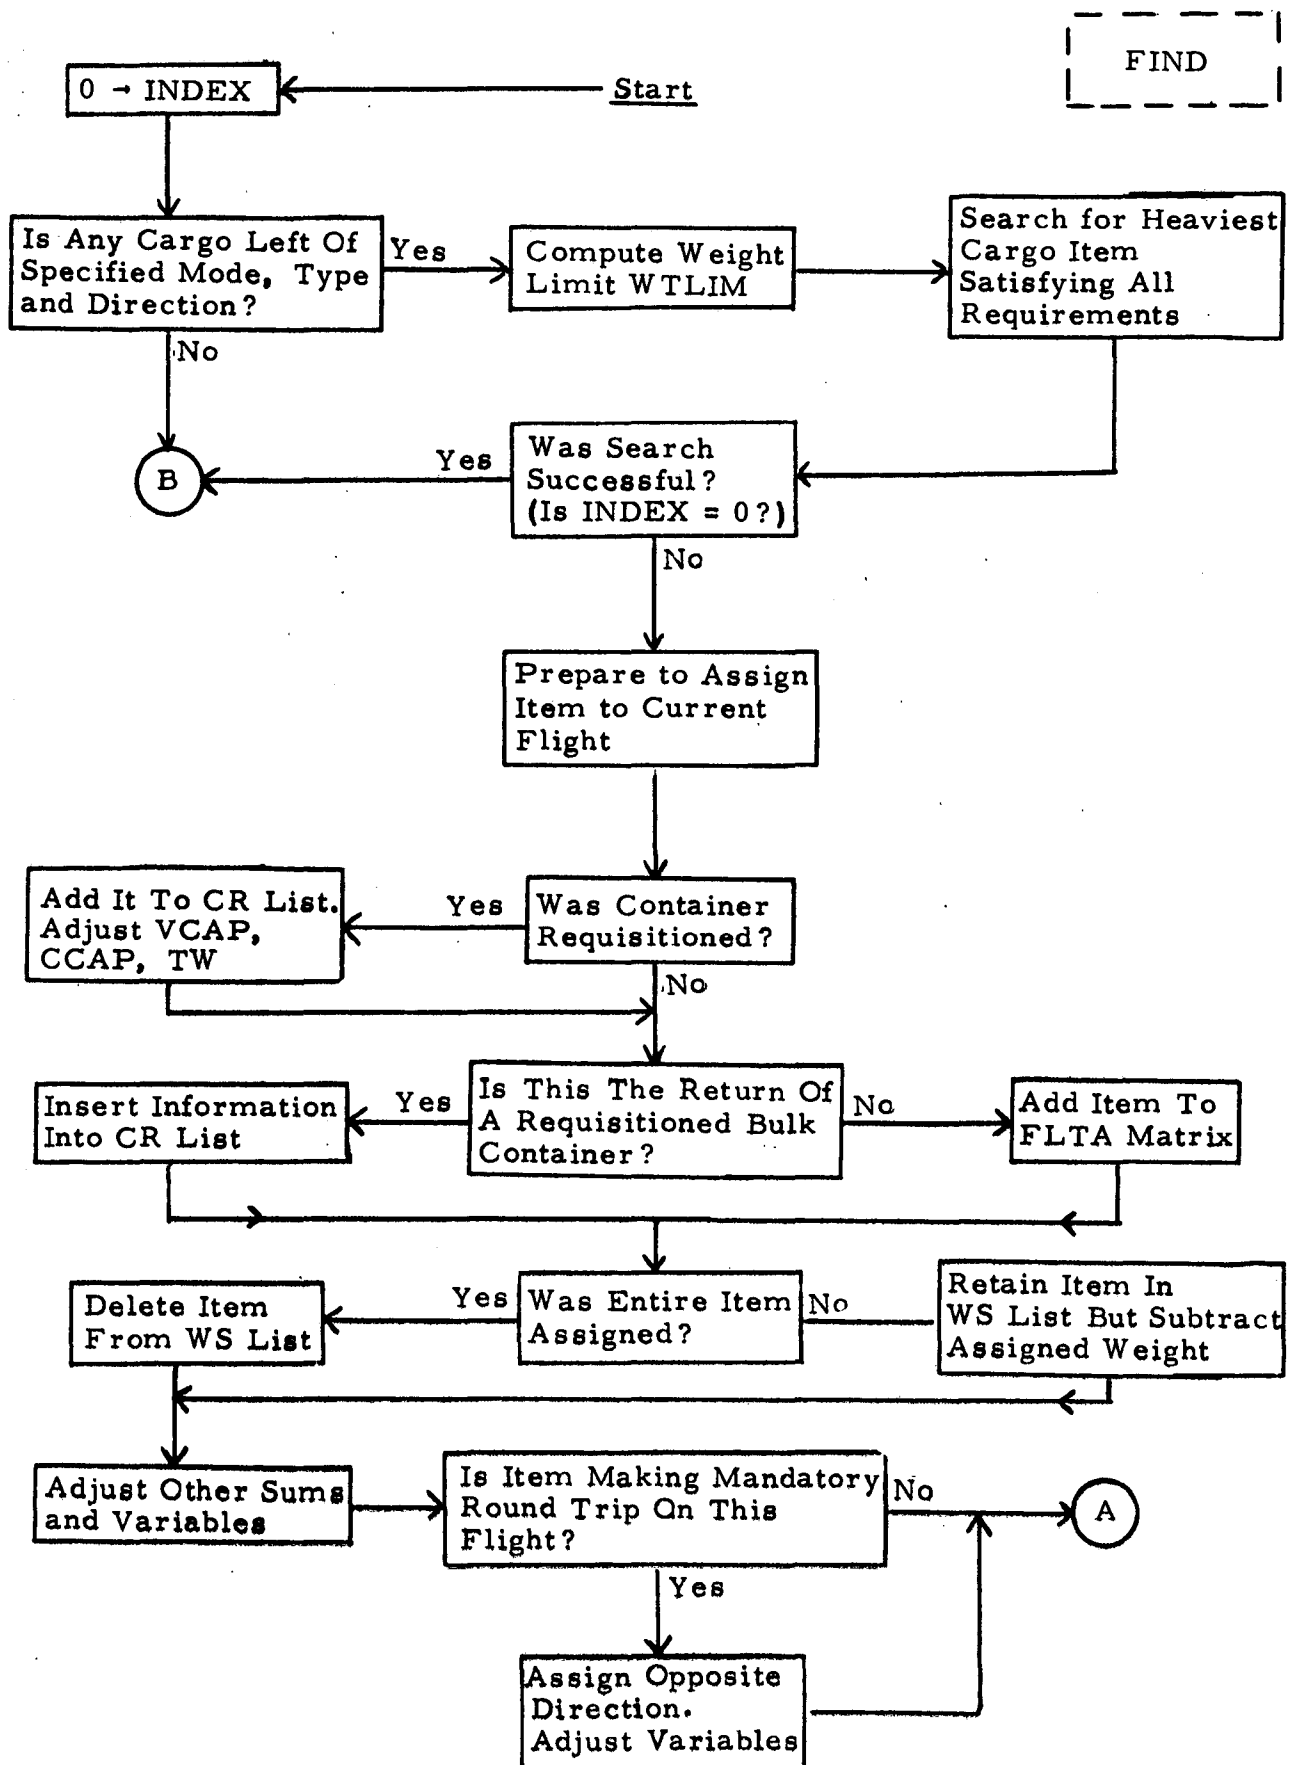 FIND
0 → INDEX
Start
Is Any Cargo Left Of
Specified Mode, Type
and Direction?
Yes
Compute Weight
Limit WTLIM
Search for Heaviest
Cargo Item
Satisfying All
Requirements
No
B
Yes
Was Search
Successful?
(Is INDEX = 0?)
No
Prepare to Assign
Item to Current
Flight
Add It To CR List.
Adjust VCAP,
CCAP, TW
Yes
Was Container
Requisitioned?
No
Insert Information
Into CR List
Yes
Is This The Return Of
A Requisitioned Bulk
Container?
No
Add Item To
FLTA Matrix
Delete Item
From WS List
Yes
Was Entire Item
Assigned?
No
Retain Item In
WS List But Subtract
Assigned Weight
Adjust Other Sums
and Variables
Is Item Making Mandatory
Round Trip On This
Flight?
No
A
Yes
Assign Opposite
Direction.
Adjust Variables